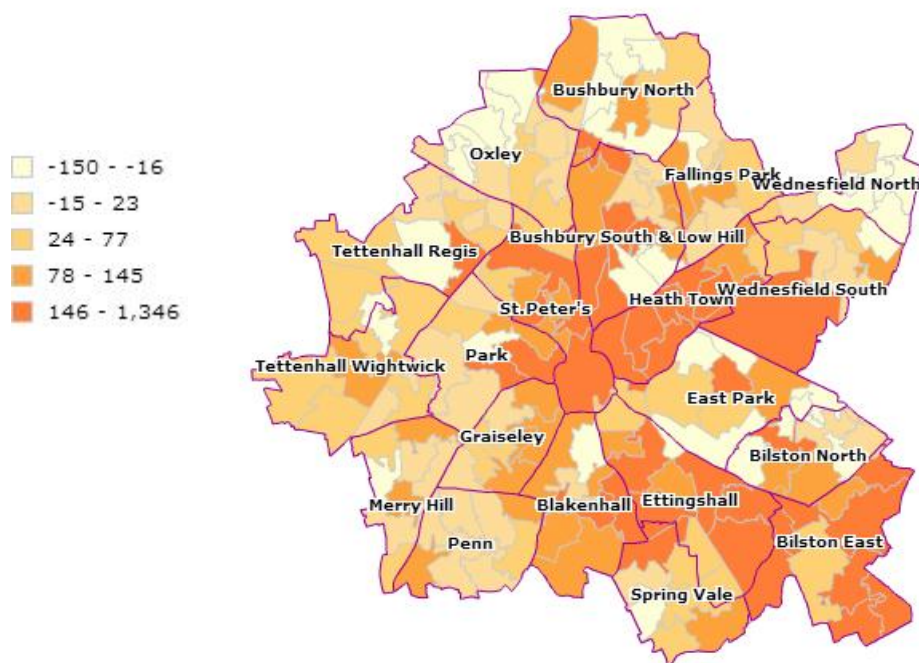 -150 - -16
-15 - 23
24 - 77
78 - 145
146 - 1,346
Bushbury North
Oxley
Fallings Park
Wednesfield North
Tettenhall Regis
Bushbury South & Low Hill
Wednesfield South
Heath Town
St.Peter's
Park
Tettenhall Wightwick
East Park
Graiseley
Bilston North
Merry Hill
Blakenhall
Ettingshall
Penn
Bilston East
Spring Vale